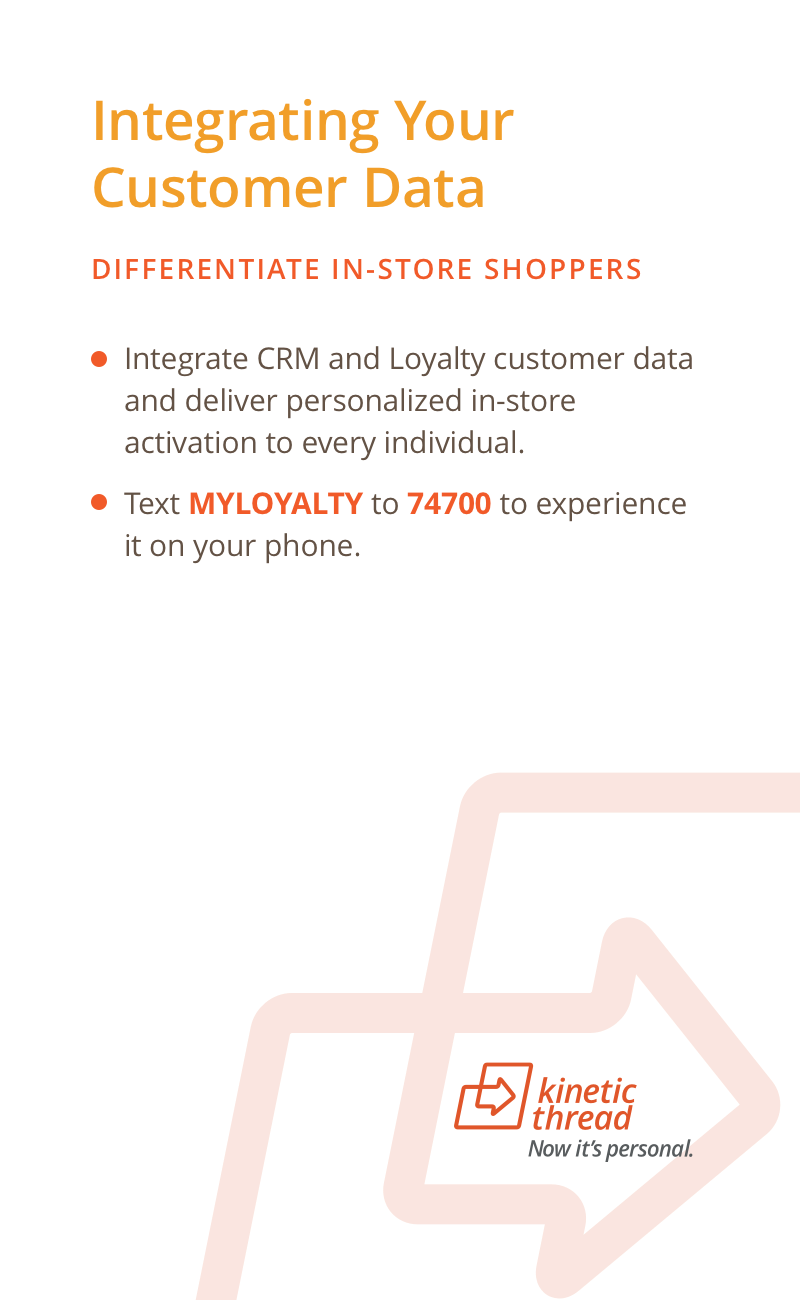 Integrating Your
Customer Data
DIFFERENTIATE IN-STORE SHOPPERS
Integrate CRM and Loyalty customer data
and deliver personalized in-store
activation to every individual.
Text MYLOYALTY to 74700 to experience
it on your phone.
kinetic
thread
Now it's personal.